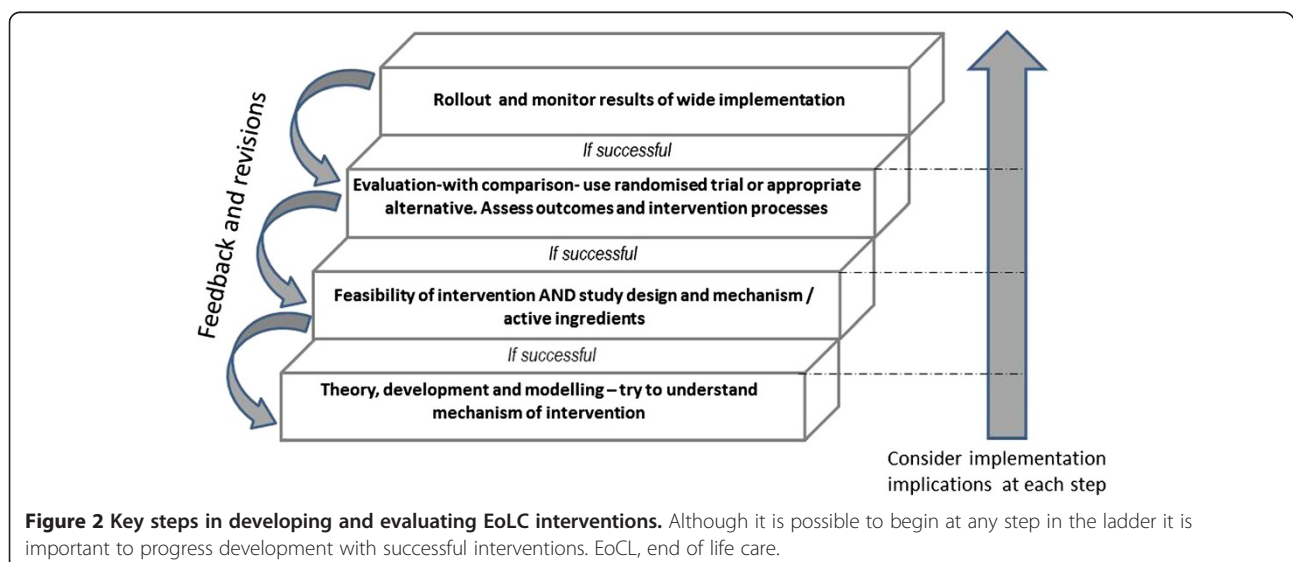 Feedback and revisions
Rollout and monitor results of wide implementation
If successful
Evaluation-with comparison- use randomised trial or appropriate
alternative. Assess outcomes and intervention processes
If successful
Feasibility of intervention AND study design and mechanism /
active ingredients
If successful
Theory, development and modelling – try to understand
mechanism of intervention
Consider implementation
implications at each step
Figure 2 Key steps in developing and evaluating EoLC interventions. Although it is possible to begin at any step in the ladder it is
important to progress development with successful interventions. EoCL, end of life care.